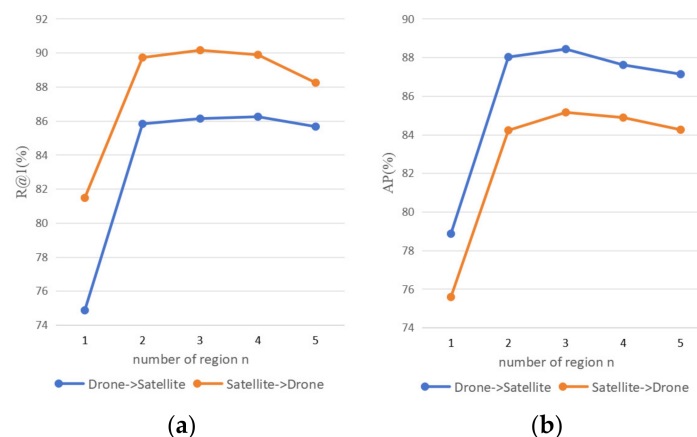 92
90
88
86
84
82
80
78
76
74
R@1(%)
1 2 3 4 5
number of region n
Drone->Satellite Satellite->Drone
(a)
90
88
86
84
82
80
78
76
74
AP(%)
1 2 3 4 5
number of region n
Drone->Satellite Satellite->Drone
(b)